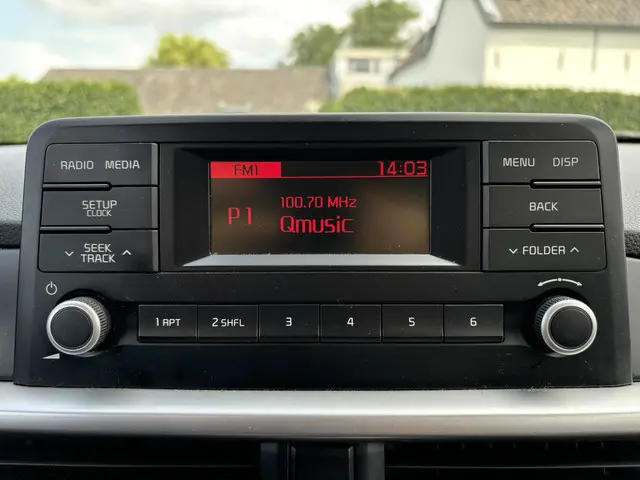 RADIO MEDIA
SETUP
CLOCK
SEEK
TRACK
FM1 14:03
P1
100.70 MHz
Qmusic
MENU DISP
BACK
FOLDER
1 RPT
2 SHFL
3
4
5
6